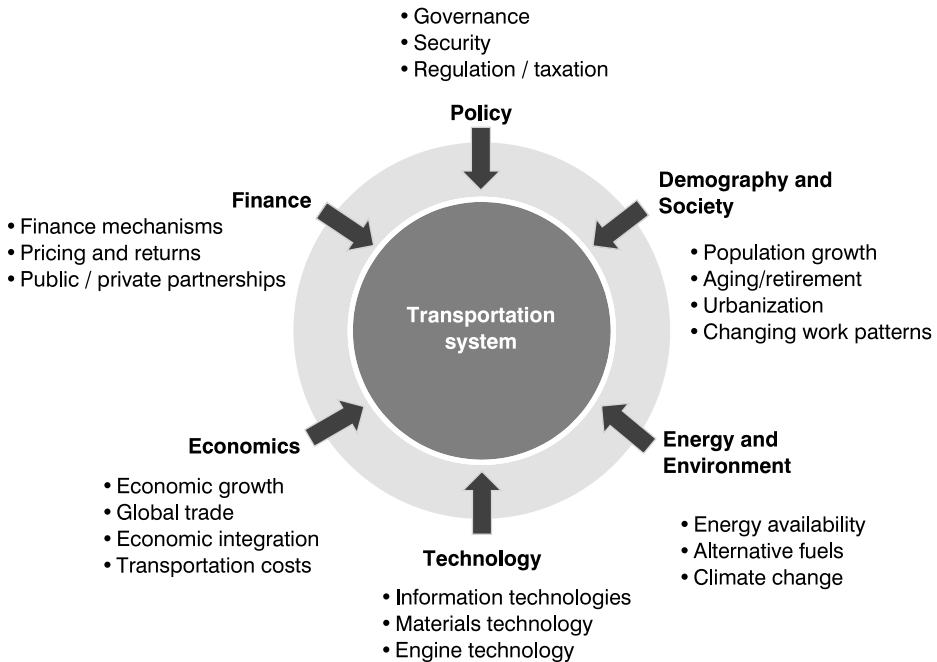 • Governance
• Security
• Regulation / taxation
Policy
Demography and
Society
• Population growth
• Aging/retirement
• Urbanization
• Changing work patterns
Finance
• Finance mechanisms
• Pricing and returns
• Public / private partnerships
Transportation
system
Economics
• Economic growth
• Global trade
• Economic integration
• Transportation costs
Energy and
Environment
• Energy availability
• Alternative fuels
• Climate change
Technology
• Information technologies
• Materials technology
• Engine technology